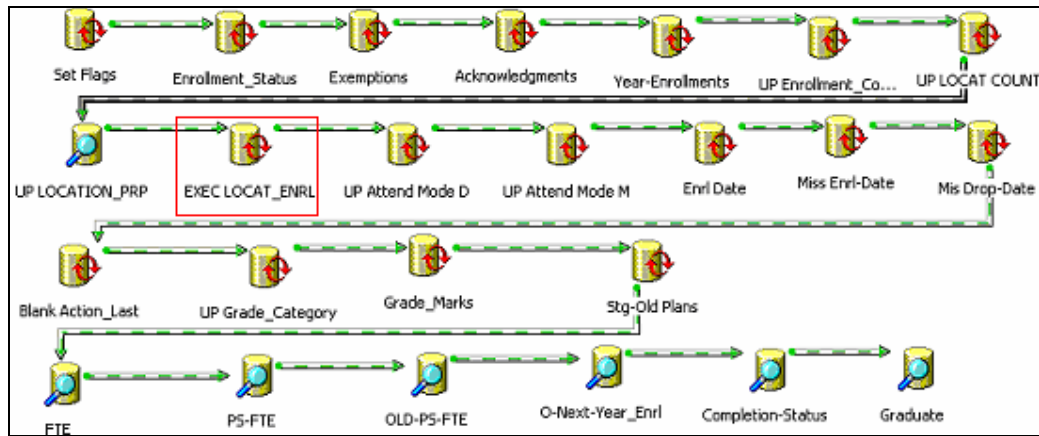 Set Flags
Enrollment_Status
Exemptions
Acknowledgments
Year-Enrollments
UP Enrollment_Co...
UP LOCAT COUNT
UP LOCATION_PRP
EXEC LOCAT_ENRL
UP Attend Mode D
UP Attend Mode M
Enrl Date
Miss Enrl-Date
Mis Drop-Date
Blank Action_Last
UP Grade_Category
Grade_Marks
Stg-Old Plans
FTE
PS-FTE
OLD-PS-FTE
O-Next-Year_Enrl
Completion-Status
Graduate